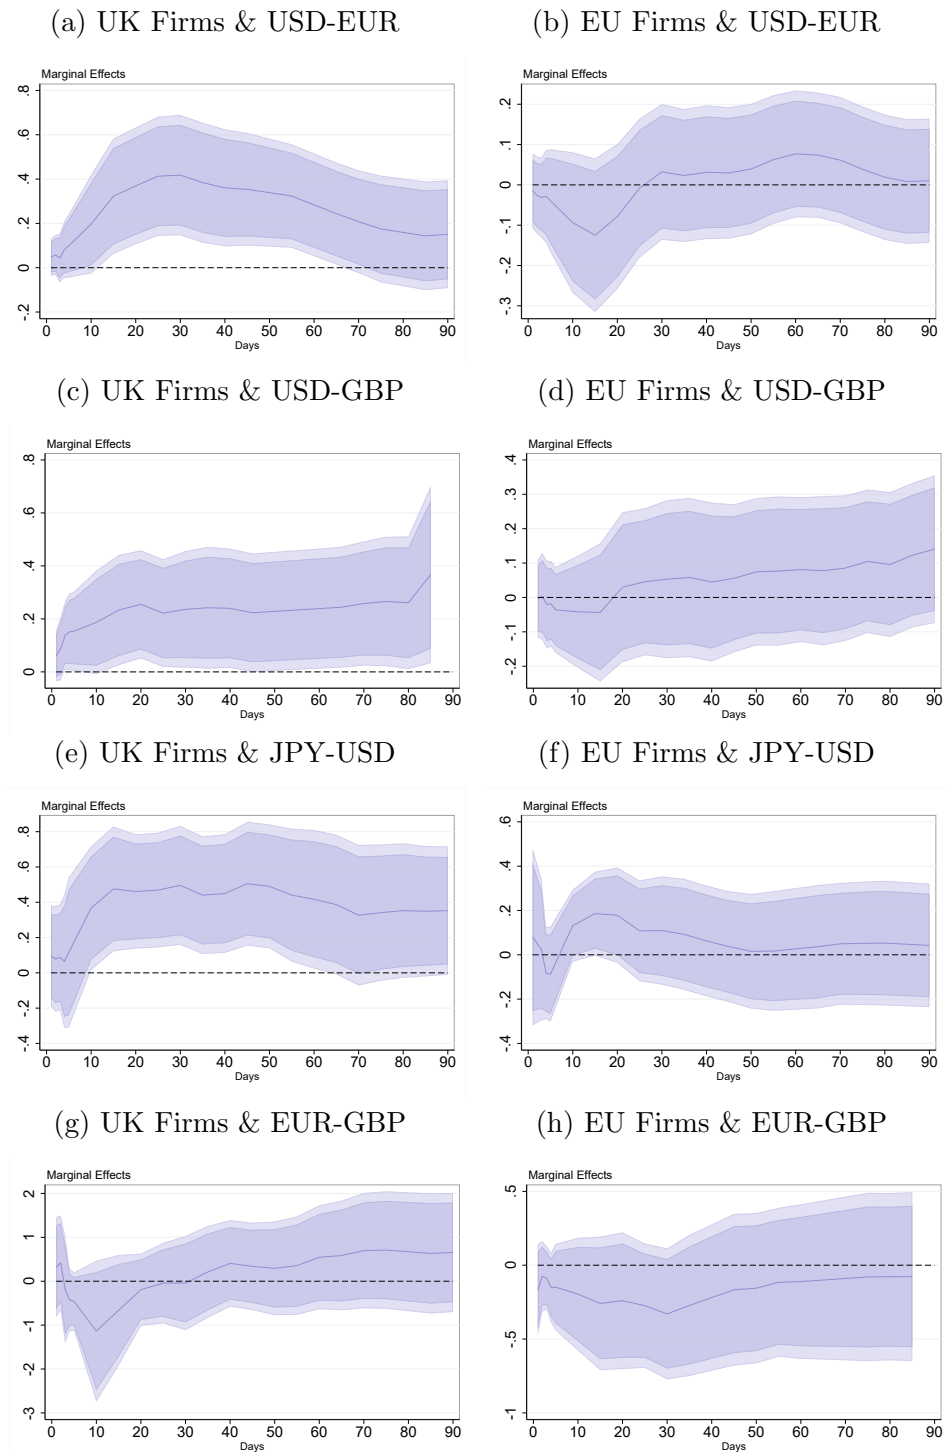 (a) UK Firms & USD-EUR
(b) EU Firms & USD-EUR
Marginal Effects
.8
.6
.4
.2
0
-.2
0 10 20 30 40 50 60 70 80 90
Days
Marginal Effects
.2
.1
0
-.1
-.2
-.3
0 10 20 30 40 50 60 70 80 90
Days
(c) UK Firms & USD-GBP
(d) EU Firms & USD-GBP
Marginal Effects
.8
.6
.4
.2
0
0 10 20 30 40 50 60 70 80 90
Days
Marginal Effects
.4
.3
.2
.1
0
-.1
-.2
0 10 20 30 40 50 60 70 80 90
Days
(e) UK Firms & JPY-USD
(f) EU Firms & JPY-USD
Marginal Effects
.8
.6
.4
.2
0
-.2
-.4
0 10 20 30 40 50 60 70 80 90
Days
Marginal Effects
.6
.4
.2
0
-.2
-.4
0 10 20 30 40 50 60 70 80 90
Days
(g) UK Firms & EUR-GBP
(h) EU Firms & EUR-GBP
Marginal Effects
2
1
0
-1
-2
-3
0 10 20 30 40 50 60 70 80 90
Days
Marginal Effects
.5
0
-.5
-1
0 10 20 30 40 50 60 70 80 90
Days